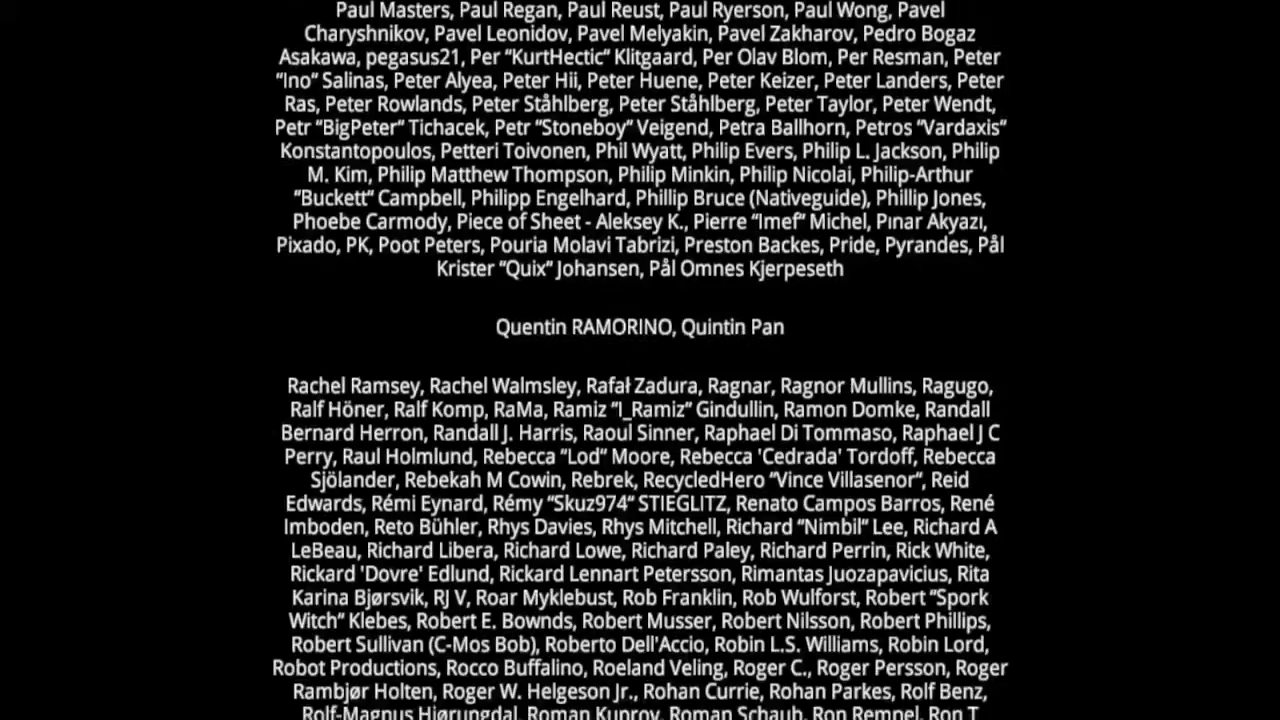 Paul Masters, Paul Regan, Paul Reust, Paul Ryerson, Paul Wong, Pavel
Charyshnikov, Pavel Leonidov, Pavel Melyakin, Pavel Zakharov, Pedro Bogaz
Asakawa, pegasus21, Per “KurtHectic“ Klitgaard, Per Olav Blom, Per Resman, Peter
“Ino“ Salinas, Peter Alyea, Peter Hii, Peter Huene, Peter Keizer, Peter Landers, Peter
Ras, Peter Rowlands, Peter Ståhlberg, Peter Ståhlberg, Peter Taylor, Peter Wendt,
Petr “BigPeter“ Tichacek, Petr “Stoneboy“ Veigend, Petra Ballhorn, Petros “Vardaxis“
Konstantopoulos, Petteri Toivonen, Phil Wyatt, Philip Evers, Philip L. Jackson, Philip
M. Kim, Philip Matthew Thompson, Philip Minkin, Philip Nicolai, Philip-Arthur
“Buckett“ Campbell, Philipp Engelhard, Phillip Bruce (Nativeguide), Phillip Jones,
Phoebe Carmody, Piece of Sheet - Aleksey K., Pierre “Imef“ Michel, Pınar Akyazı,
Pixado, PK, Poot Peters, Pouria Molavi Tabrizi, Preston Backes, Pride, Pyrandes, Pål
Krister “Quix“ Johansen, Pål Omnes Kjerpeseth
Quentin RAMORINO, Quintin Pan
Rachel Ramsey, Rachel Walmsley, Rafał Zadura, Ragnar, Ragnor Mullins, Ragugo,
Ralf Höner, Ralf Komp, RaMa, Ramiz “I_Ramiz“ Gindullin, Ramon Domke, Randall
Bernard Herron, Randall J. Harris, Raoul Sinner, Raphael Di Tommaso, Raphael J C
Perry, Raul Holmlund, Rebecca “Lod“ Moore, Rebecca 'Cedrada' Tordoff, Rebecca
Sjölander, Rebekah M Cowin, Rebrek, RecycledHero “Vince Villasenor“, Reid
Edwards, Rémi Eynard, Rémy “Skuz974“ STIEGLITZ, Renato Campos Barros, René
Imboden, Reto Bühler, Rhys Davies, Rhys Mitchell, Richard “Nimbil“ Lee, Richard A
LeBeau, Richard Libera, Richard Lowe, Richard Paley, Richard Perrin, Rick White,
Rickard 'Dovre' Edlund, Rickard Lennart Petersson, Rimantas Juozapavicius, Rita
Karina Bjørsvik, RJ V, Roar Myklebust, Rob Franklin, Rob Wulforst, Robert “Spork
Witch“ Klebes, Robert E. Bownds, Robert Musser, Robert Nilsson, Robert Phillips,
Robert Sullivan (C-Mos Bob), Roberto Dell'Accio, Robin L.S. Williams, Robin Lord,
Robot Productions, Rocco Buffalino, Roeland Veling, Roger C., Roger Persson, Roger
Rambjør Holten, Roger W. Helgeson Jr., Rohan Currie, Rohan Parkes, Rolf Benz,
Rolf-Magnus Hjørungdal, Roman Kuprov, Roman Schaub, Ron Rempel, Ron T